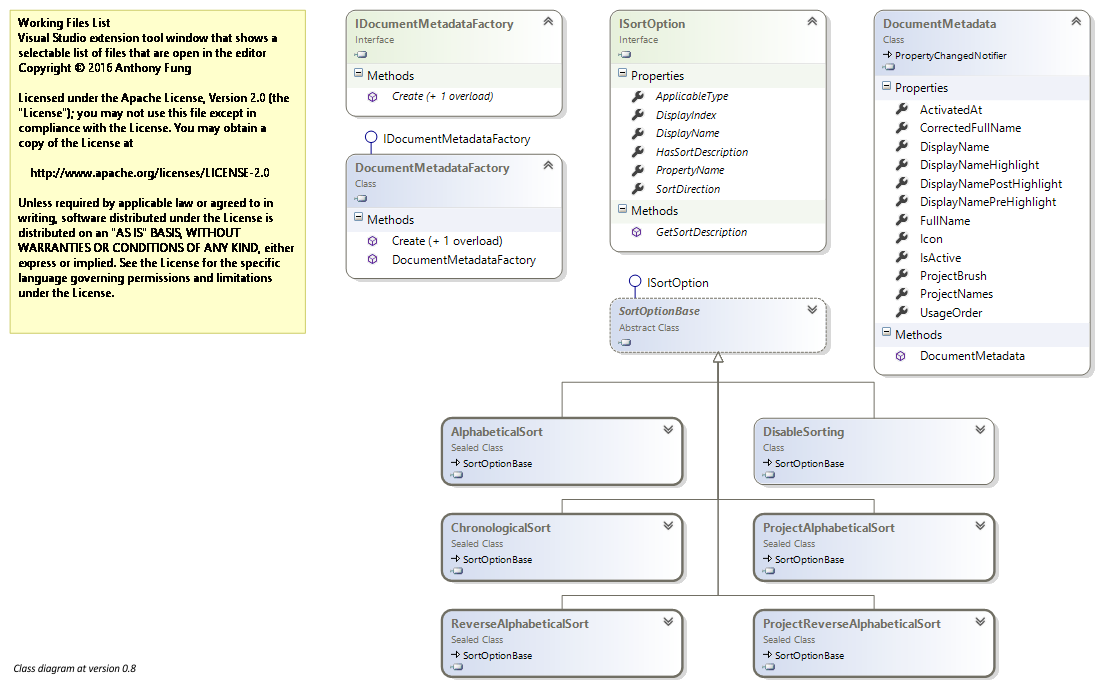 Working Files List
Visual Studio extension tool window that shows a
selectable list of files that are open in the editor
Copyright © 2016 Anthony Fung
Licensed under the Apache License, Version 2.0 (the
"License"); you may not use this file except in
compliance with the License. You may obtain a
copy of the License at
http://www.apache.org/licenses/LICENSE-2.0
Unless required by applicable law or agreed to in
writing, software distributed under the License is
distributed on an "AS IS" BASIS, WITHOUT
WARRANTIES OR CONDITIONS OF ANY KIND, either
express or implied. See the License for the specific
language governing permissions and limitations
under the License.
IDocumentMetadataFactory
Interface
Methods
Create (+ 1 overload)
IDocumentMetadataFactory
DocumentMetadataFactory
Class
Methods
Create (+ 1 overload)
DocumentMetadataFactory
ISortOption
Interface
Properties
ApplicableType
DisplayIndex
DisplayName
HasSortDescription
PropertyName
SortDirection
Methods
GetSortDescription
ISortOption
SortOptionBase
Abstract Class
DocumentMetadata
Class
PropertyChangedNotifier
Properties
ActivatedAt
CorrectedFullName
DisplayName
DisplayNameHighlight
DisplayNamePostHighlight
DisplayNamePreHighlight
FullName
Icon
IsActive
ProjectBrush
ProjectNames
UsageOrder
Methods
DocumentMetadata
AlphabeticalSort
Sealed Class
SortOptionBase
DisableSorting
Class
SortOptionBase
ChronologicalSort
Sealed Class
SortOptionBase
ProjectAlphabeticalSort
Sealed Class
SortOptionBase
ReverseAlphabeticalSort
Sealed Class
SortOptionBase
ProjectReverseAlphabeticalSort
Sealed Class
SortOptionBase
Class diagram at version 0.8